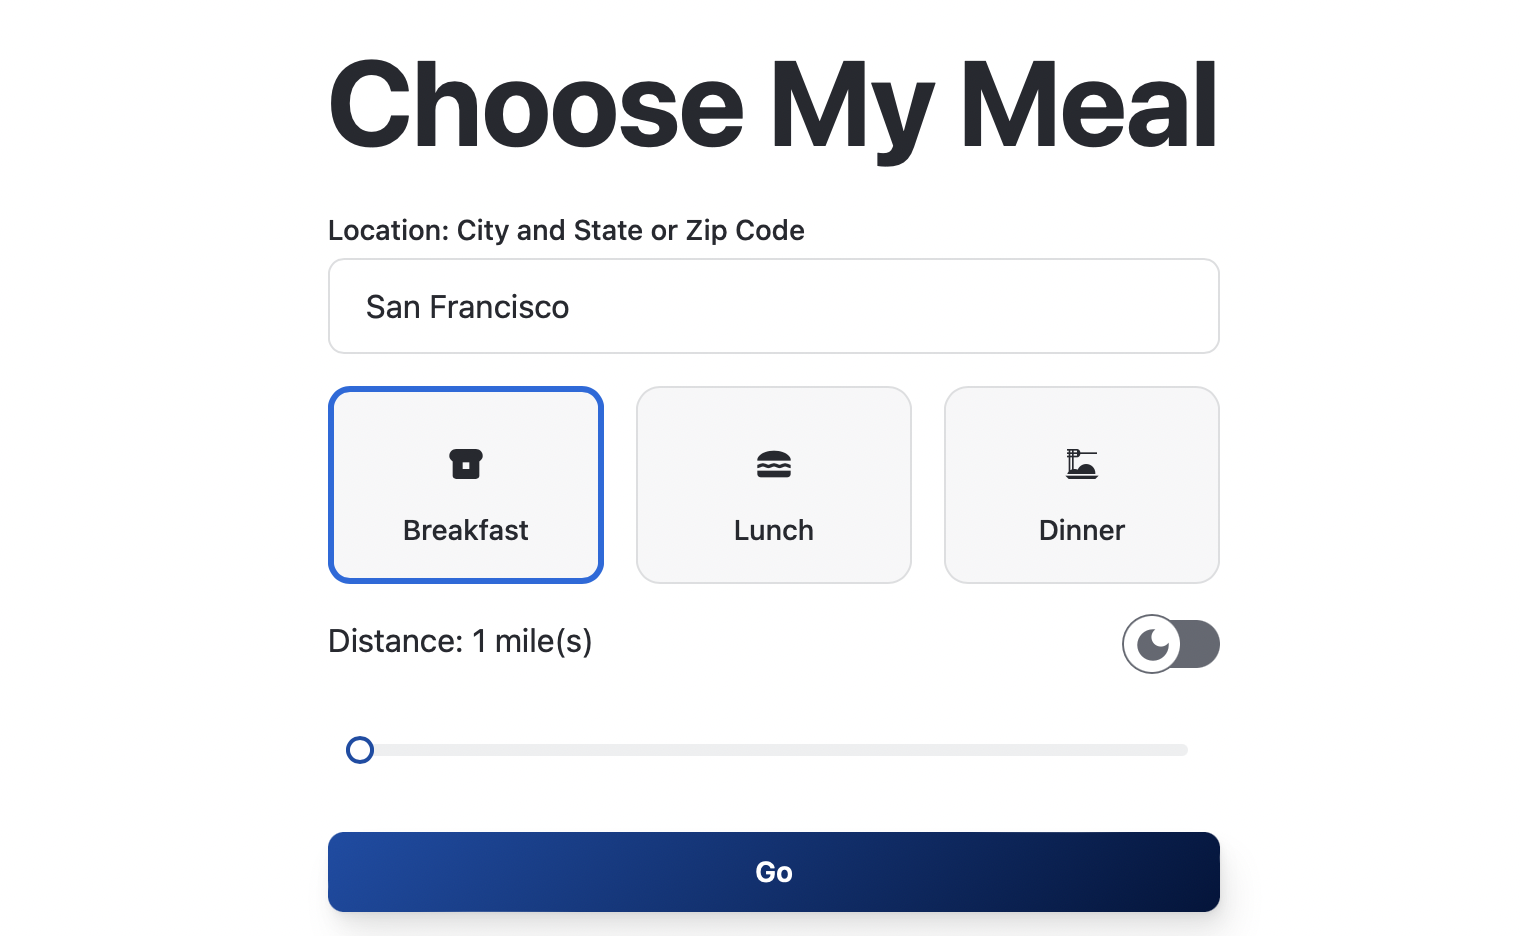 Choose My Meal
Location: City and State or Zip Code
San Francisco
Breakfast
Lunch
Dinner
Distance: 1 mile(s)
Go